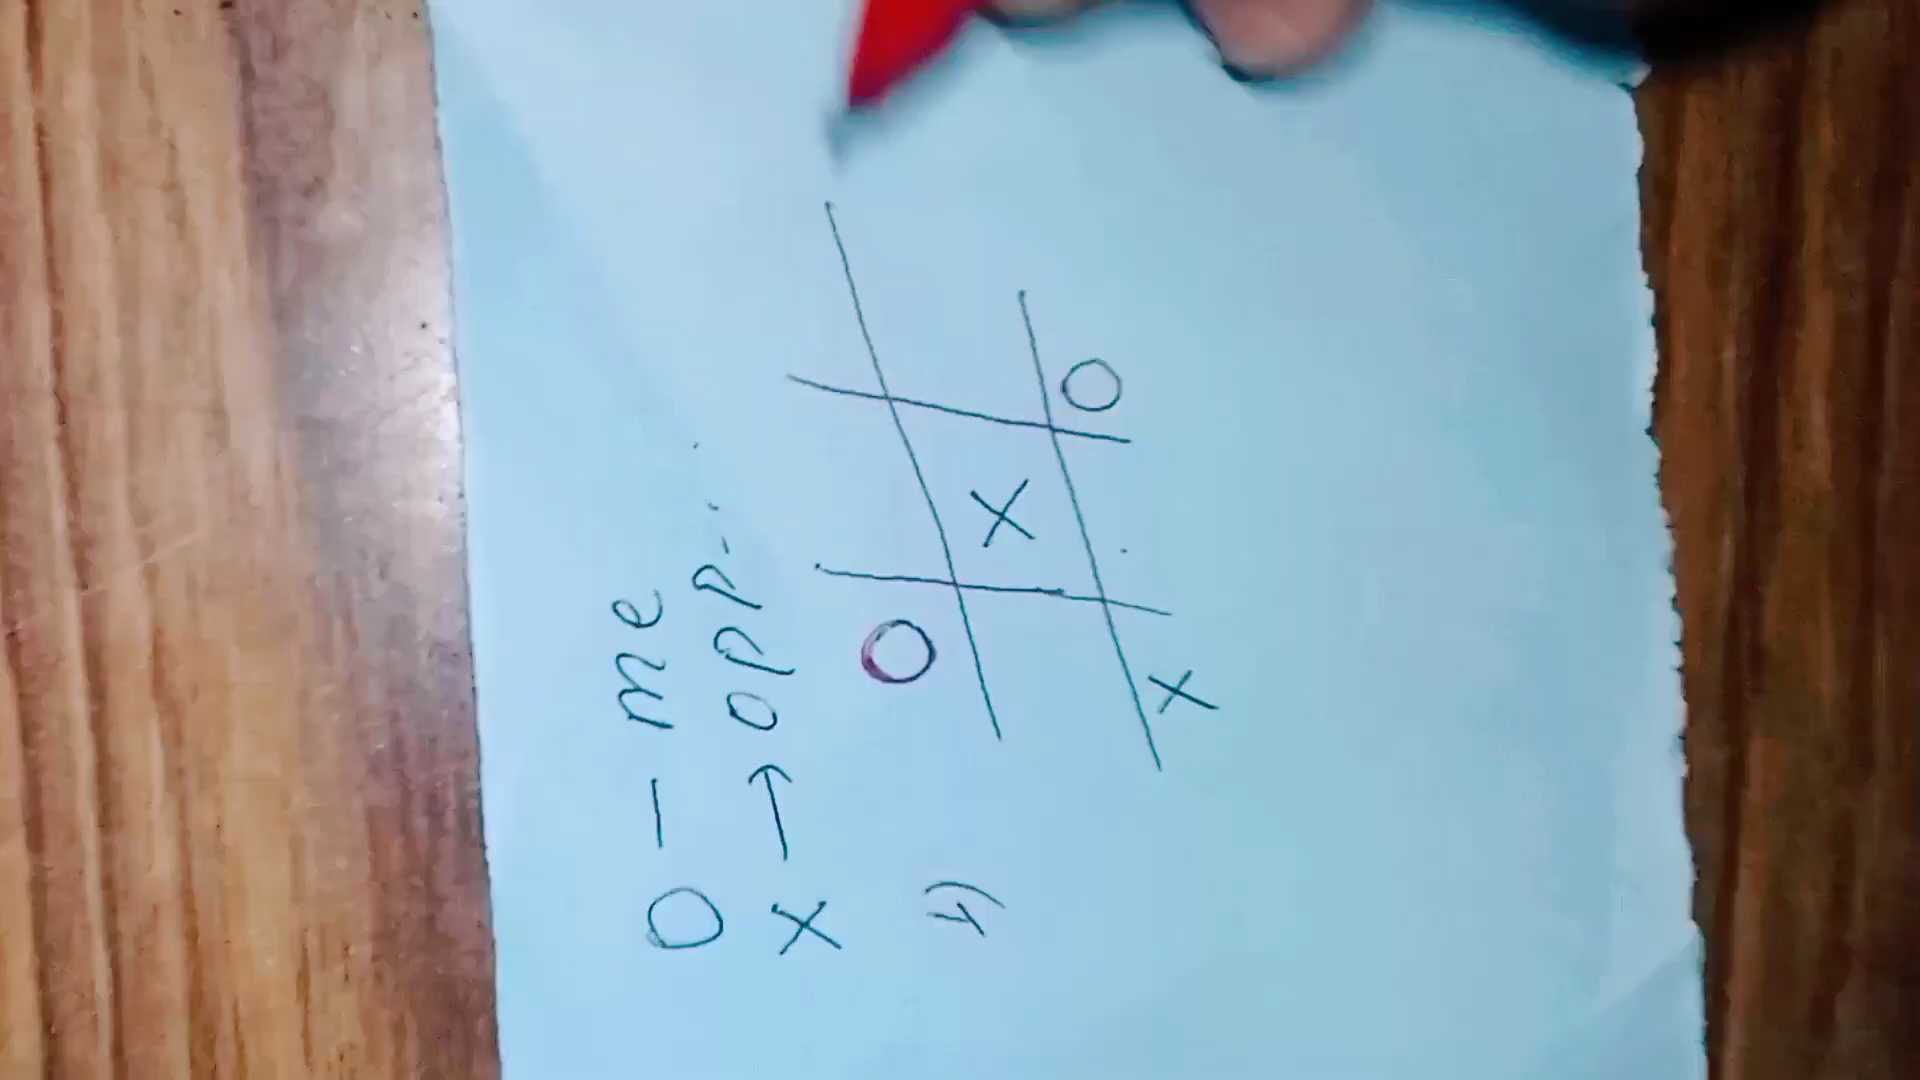 O — me
X → opp...
O
X
X O